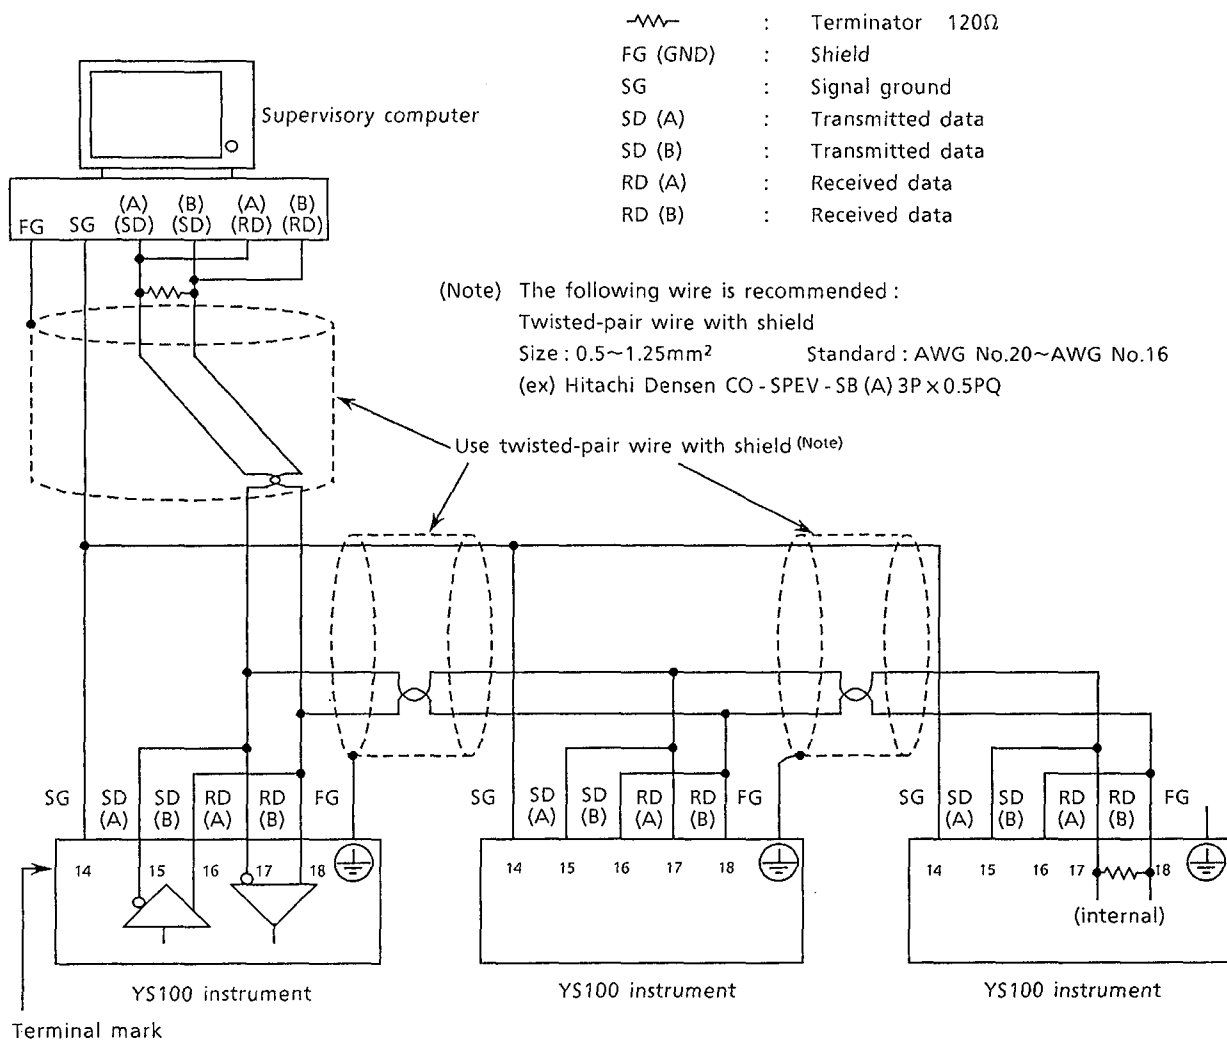 Terminator 120Ω
FG (GND) : Shield
SG : Signal ground
SD (A) : Transmitted data
SD (B) : Transmitted data
RD (A) : Received data
RD (B) : Received data
Supervisory computer
FG SG (A) (SD) (B) (SD) (A) (RD) (B) (RD)
(Note) The following wire is recommended :
Twisted-pair wire with shield
Size : 0.5~1.25mm² Standard : AWG No.20~AWG No.16
(ex) Hitachi Densen CO - SPEV - SB (A) 3P × 0.5PQ
Use twisted-pair wire with shield (Note)
SG SD (A) SD (B) RD (A) RD (B) FG
SG SD (A) SD (B) RD (A) RD (B) FG
SG SD (A) SD (B) RD (A) RD (B) FG
14 15 16 17 18
14 15 16 17 18
14 15 16 17 18
(internal)
YS100 instrument
YS100 instrument
YS100 instrument
Terminal mark